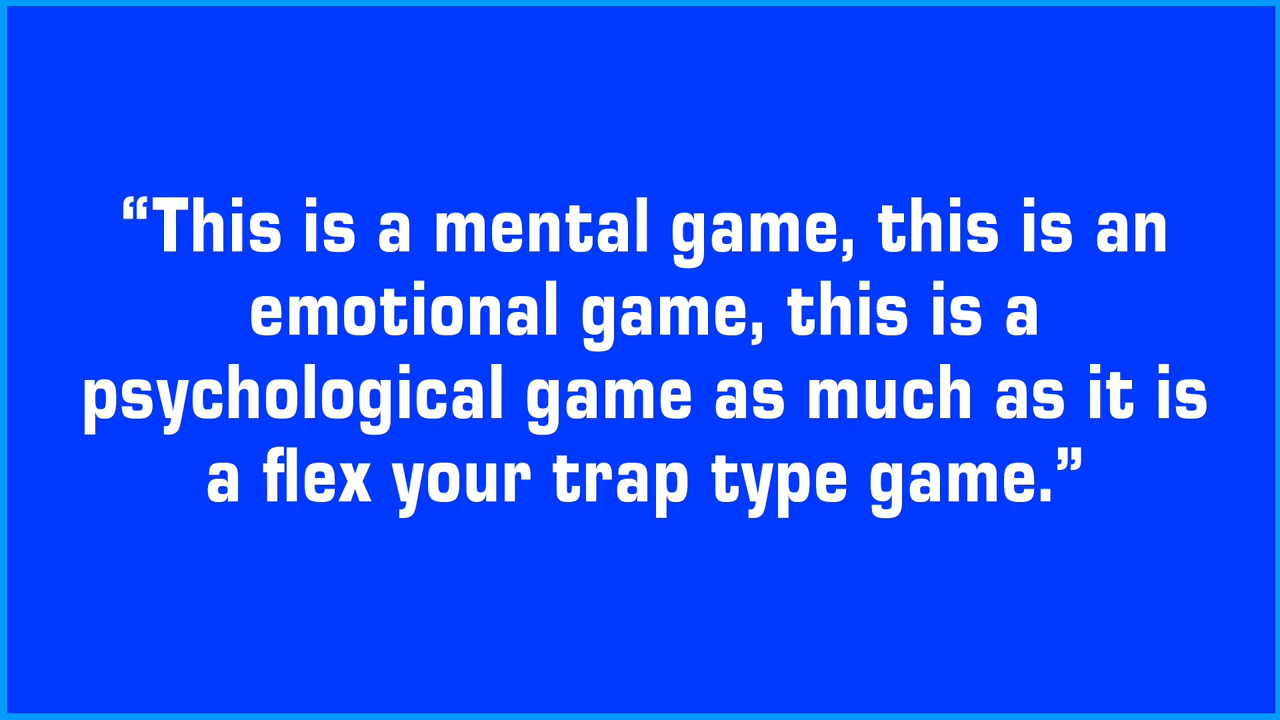 “This is a mental game, this is an
emotional game, this is a
psychological game as much as it is
a flex your trap type game.”